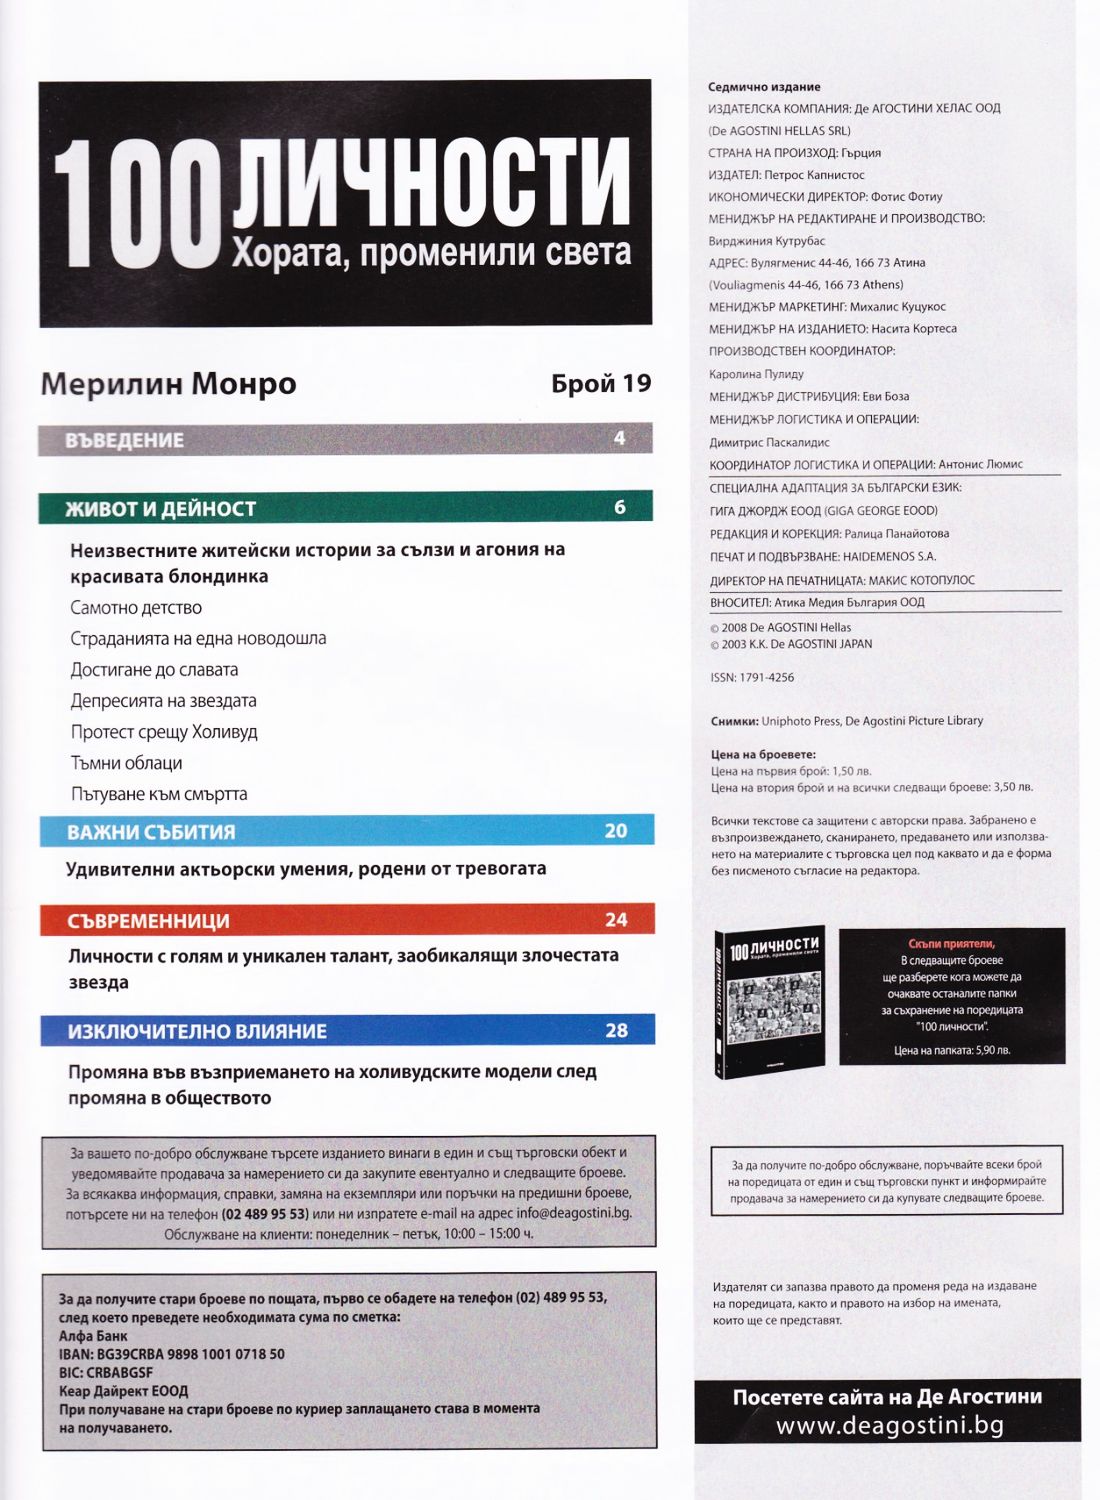 100 ЛИЧНОСТИ
Хората, променили света
Мерилин Монро Брой 19
ВЪВЕДЕНИЕ 4
ЖИВОТ И ДЕЙНОСТ 6
Неизвестните житейски истории за сълзи и агония на
красивата блондинка
Самотно детство
Страданията на една новодошла
Достигане до славата
Депресията на звездата
Протест срещу Холивуд
Тъмни облаци
Пътуване към смъртта
ВАЖНИ СЪБИТИЯ 20
Удивителни актьорски умения, родени от тревогата
СЪВРЕМЕННИЦИ 24
Личности с голям и уникален талант, заобикалящи злочестата
звезда
ИЗКЛЮЧИТЕЛНО ВЛИЯНИЕ 28
Промяна във възприемането на холивудските модели след
промяна в обществото
За вашето по-добро обслужване търсете изданието винаги в един и същ търговски обект и
уведомявайте продавача за намерението си да закупите евентуално и следващите броеве.
За всякаква информация, справки, замяна на екземпляри или поръчки на предишни броеве,
потърсете ни на телефон (02 489 95 53) или ни изпратете e-mail на адрес info@deagostini.bg.
Обслужване на клиенти: понеделник – петък, 10:00 – 15:00 ч.
За да получите стари броеве по пощата, първо се обадете на телефон (02) 489 95 53,
след което преведете необходимата сума по сметка:
Алфа Банк
IBAN: BG39CRBA 9898 1001 0718 50
BIC: CRBABGSF
Кеар Дайрект ЕООД
При получаване на стари броеве по куриер заплащането става в момента
на получаването.
Седмично издание
ИЗДАТЕЛСКА КОМПАНИЯ: Де АГОСТИНИ ХЕЛАС ООД
(De AGOSTINI HELLAS SRL)
СТРАНА НА ПРОИЗХОД: Гърция
ИЗДАТЕЛ: Петрос Капнистос
ИКОНОМИЧЕСКИ ДИРЕКТОР: Фотис Фотиу
МЕНИДЖЪР НА РЕДАКТИРАНЕ И ПРОИЗВОДСТВО:
Вирджиния Кутрубас
АДРЕС: Вулягменис 44-46, 166 73 Атина
(Vouliagmenis 44-46, 166 73 Athens)
МЕНИДЖЪР МАРКЕТИНГ: Михалис Куцукос
МЕНИДЖЪР НА ИЗДАНИЕТО: Насита Кортеса
ПРОИЗВОДСТВЕН КООРДИНАТОР:
Каролина Пулиду
МЕНИДЖЪР ДИСТРИБУЦИЯ: Еви Боза
МЕНИДЖЪР ЛОГИСТИКА И ОПЕРАЦИИ:
Димитрис Паскалидис
КООРДИНАТОР ЛОГИСТИКА И ОПЕРАЦИИ: Антонис Люмис
СПЕЦИАЛНА АДАПТАЦИЯ ЗА БЪЛГАРСКИ ЕЗИК:
ГИГА ДЖОРДЖ ЕООД (GIGA GEORGE EOOD)
РЕДАКЦИЯ И КОРЕКЦИЯ: Ралица Панайотова
ПЕЧАТ И ПОДВЪРЗВАНЕ: HAIDEMENOS S.A.
ДИРЕКТОР НА ПЕЧАТНИЦАТА: МАКИС КОТОПУЛОС
ВНОСИТЕЛ: Атика Медия България ООД
© 2008 De AGOSTINI Hellas
© 2003 K.K. De AGOSTINI JAPAN
ISSN: 1791-4256
Снимки: Uniphoto Press, De Agostini Picture Library
Цена на броевете:
Цена на първия брой: 1,50 лв.
Цена на втория брой и на всички следващи броеве: 3,50 лв.
Всички текстове са защитени с авторски права. Забранено е
възпроизвеждането, сканирането, предаването или използва-
нето на материалите с търговска цел под каквато и да е форма
без писменото съгласие на редактора.
100 ЛИЧНОСТИ
Хората, променили света
100 ЛИЧНОСТИ
Скъпи приятели,
В следващите броеве
ще разберете кога можете да
очаквате останалите папки
за съхранение на поредицата
"100 личности".
Цена на папката: 5,90 лв.
За да получите по-добро обслужване, поръчвайте всеки брой
на поредицата от един и същ търговски пункт и информирайте
продавача за намерението си да купувате следващите броеве.
Издателят си запазва правото да променя реда на издаване
на поредицата, както и правото на избор на имената,
които ще се представят.
Посетете сайта на Де Агостини
www.deagostini.bg